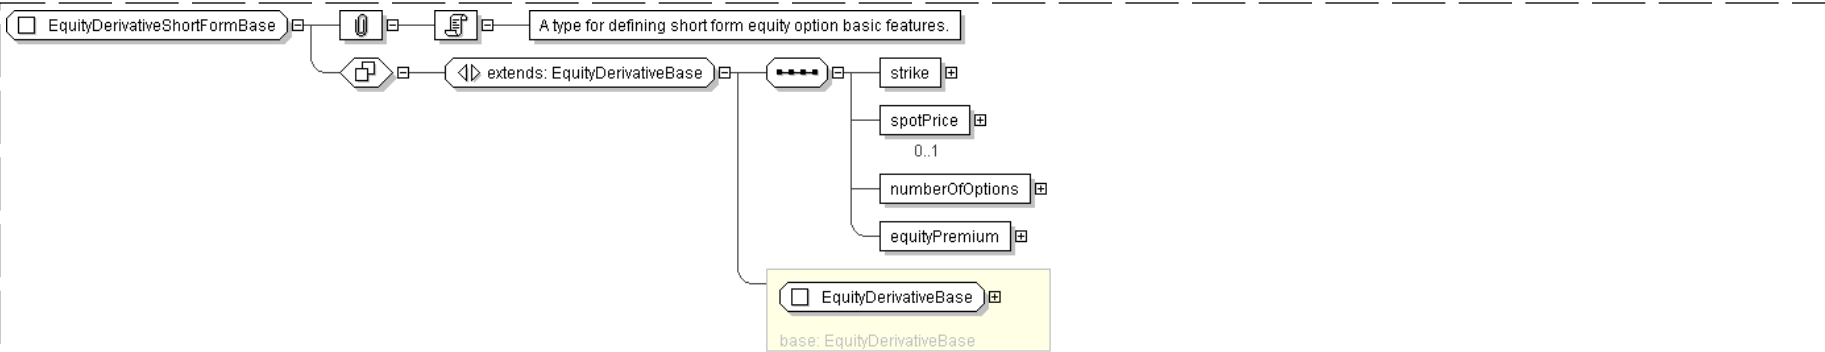 EquityDerivativeShortFormBase
A type for defining short form equity option basic features.
extends: EquityDerivativeBase
strike
spotPrice
0..1
numberOfOptions
equityPremium
EquityDerivativeBase
base: EquityDerivativeBase